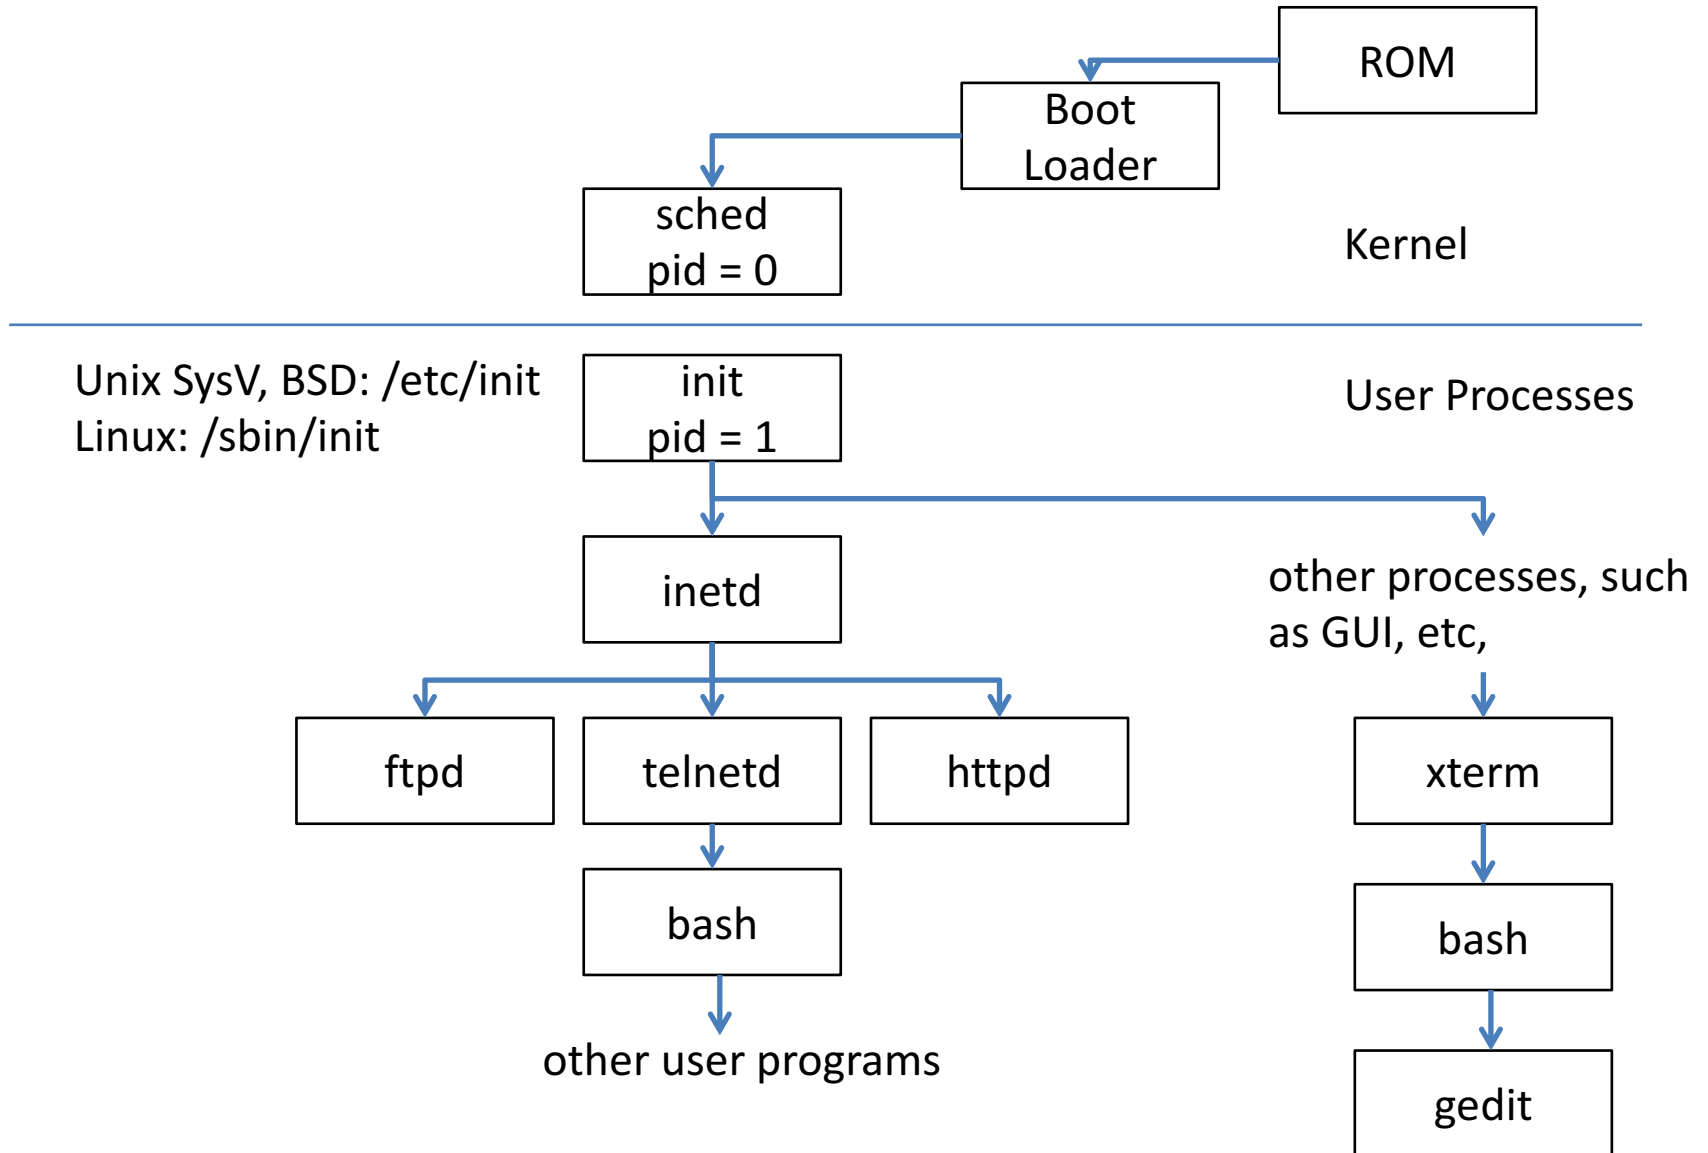 ROM
Boot
Loader
sched
pid = 0
Kernel
Unix SysV, BSD: /etc/init
Linux: /sbin/init
init
pid = 1
User Processes
inetd
other processes, such
as GUI, etc,
ftpd
telnetd
httpd
xterm
bash
bash
other user programs
gedit